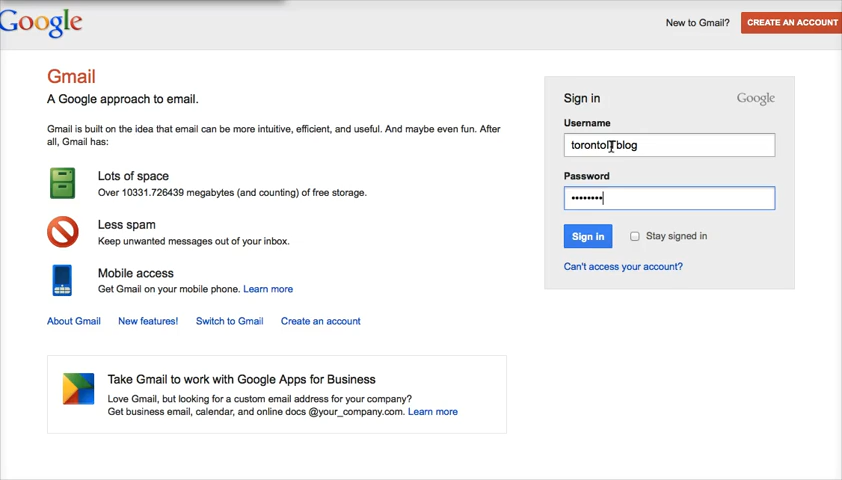 Google
New to Gmail?
CREATE AN ACCOUNT
Gmail
A Google approach to email.
Gmail is built on the idea that email can be more intuitive, efficient, and useful. And maybe even fun. After
all, Gmail has:
Lots of space
Over 10331.726439 megabytes (and counting) of free storage.
Less spam
Keep unwanted messages out of your inbox.
Mobile access
Get Gmail on your mobile phone. Learn more
About Gmail New features! Switch to Gmail Create an account
Take Gmail to work with Google Apps for Business
Love Gmail, but looking for a custom email address for your company?
Get business email, calendar, and online docs @your_company.com. Learn more
Sign in Google
Username
Password
••••••••
Sign in Stay signed in
Can't access your account?